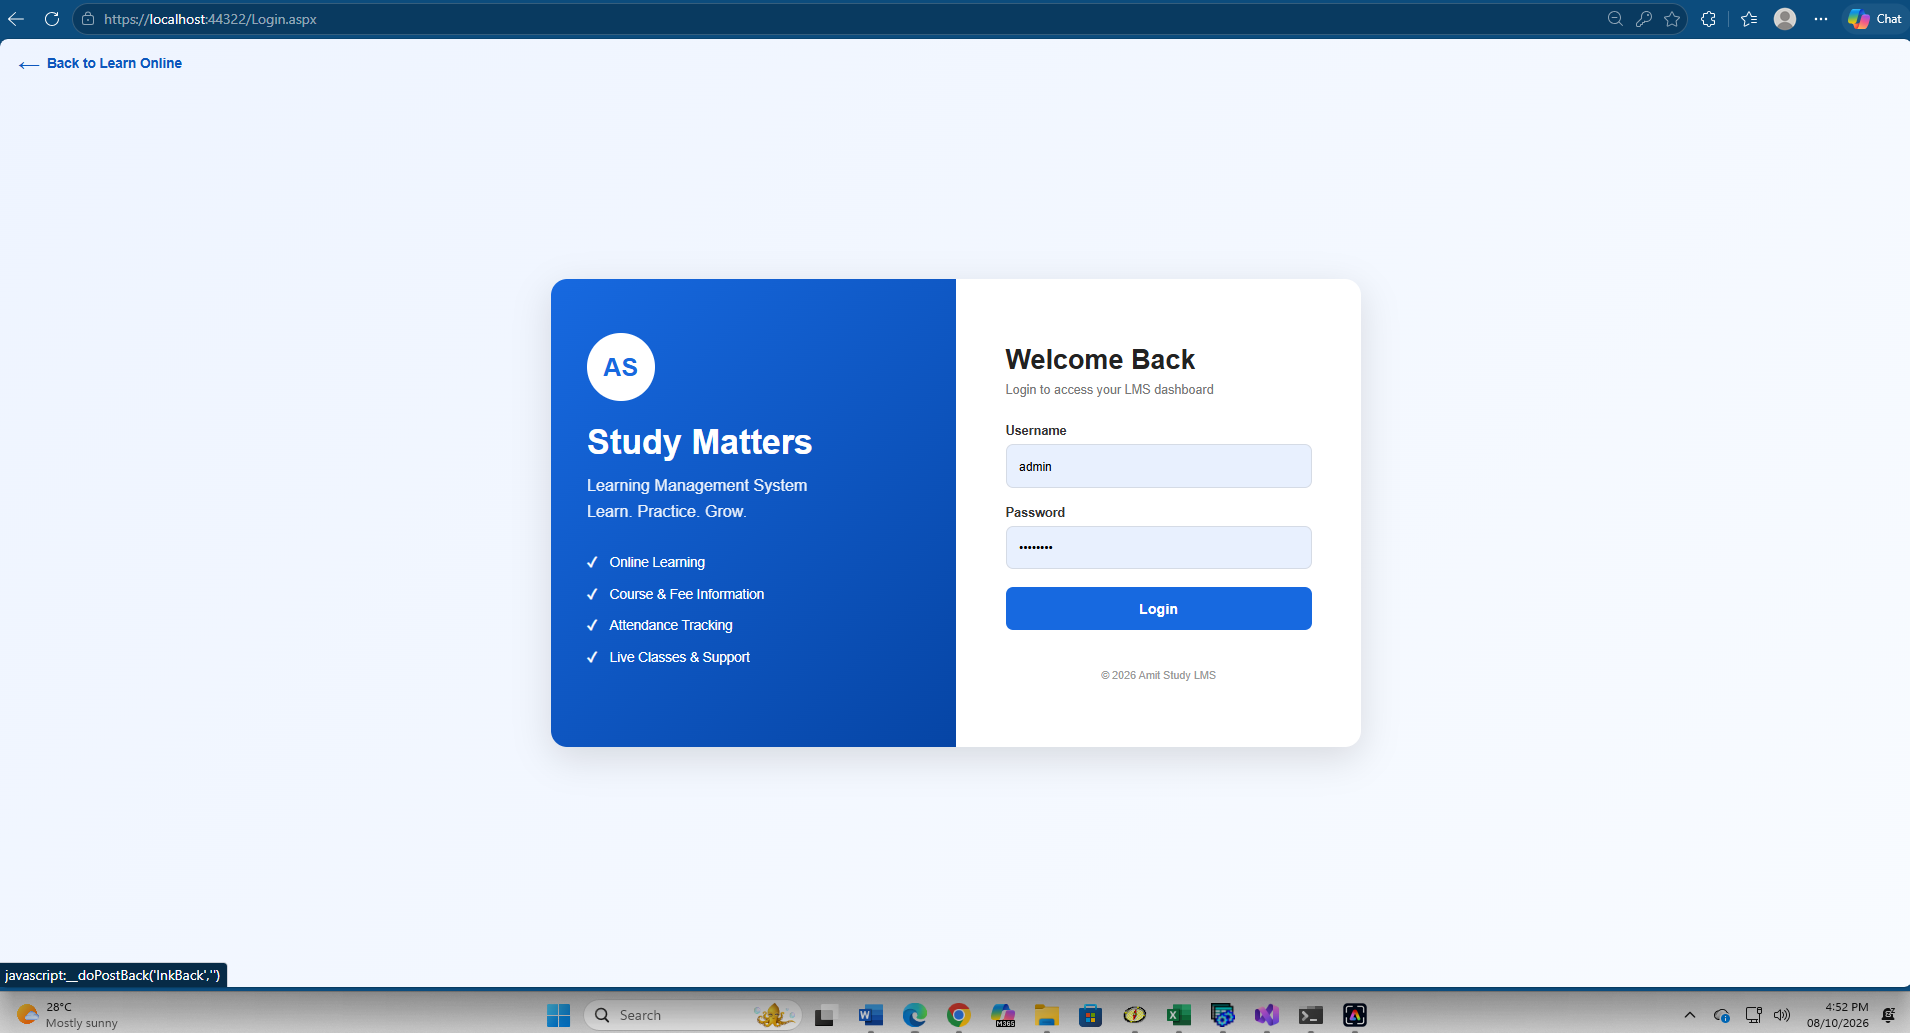 https://localhost:44322/Login.aspx
Chat
Back to Learn Online
AS
Study Matters
Learning Management System
Learn. Practice. Grow.
✓ Online Learning
✓ Course & Fee Information
✓ Attendance Tracking
✓ Live Classes & Support
Welcome Back
Login to access your LMS dashboard
Username
admin
Password
••••••••
Login
© 2026 Amit Study LMS
javascript:__doPostBack('lnkBack','')
28°C
Mostly sunny
Search
M365
4:52 PM
08/10/2026